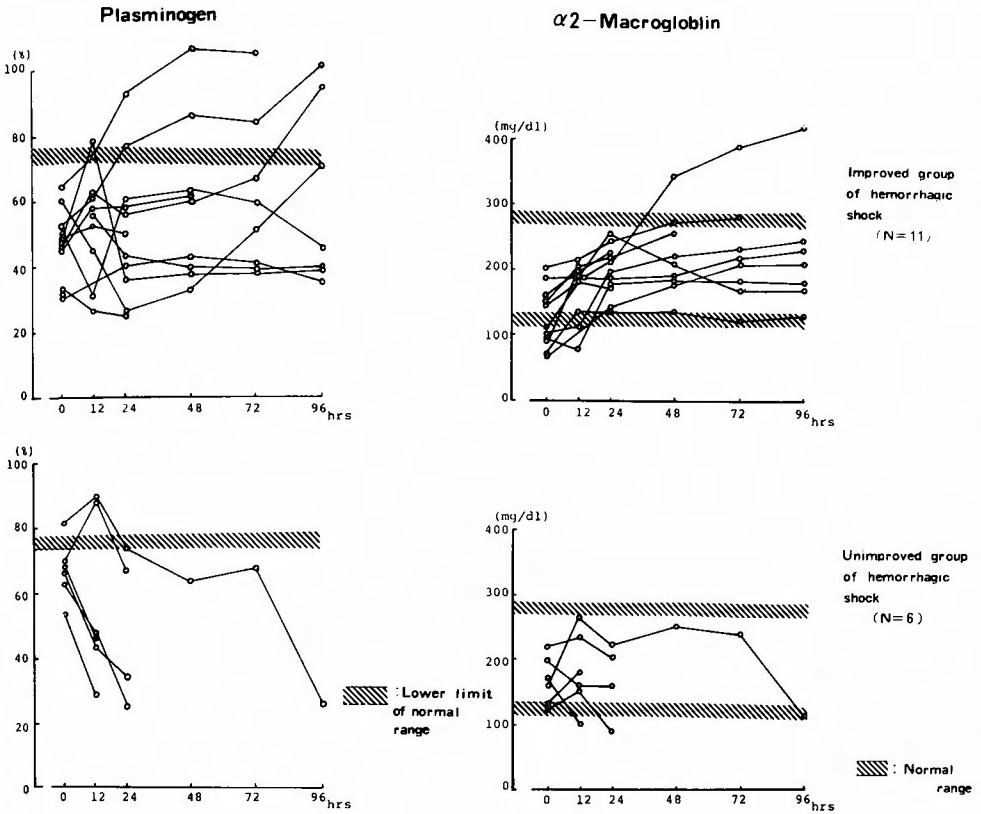 Plasminogen
(%)
100
80
60
40
20
0
0 12 24 48 72 96 hrs
α2-Macrogloblin
(mg/dl)
400
300
200
100
0
0 12 24 48 72 96 hrs
Improved group
of hemorrhagic
shock
(N=11)
(%)
100
80
60
40
20
0
0 12 24 48 72 96 hrs
:Lower limit
of normal
range
(mg/dl)
400
300
200
100
0
0 12 24 48 72 96 hrs
Unimproved group
of hemorrhagic
shock
(N=6)
: Normal
range